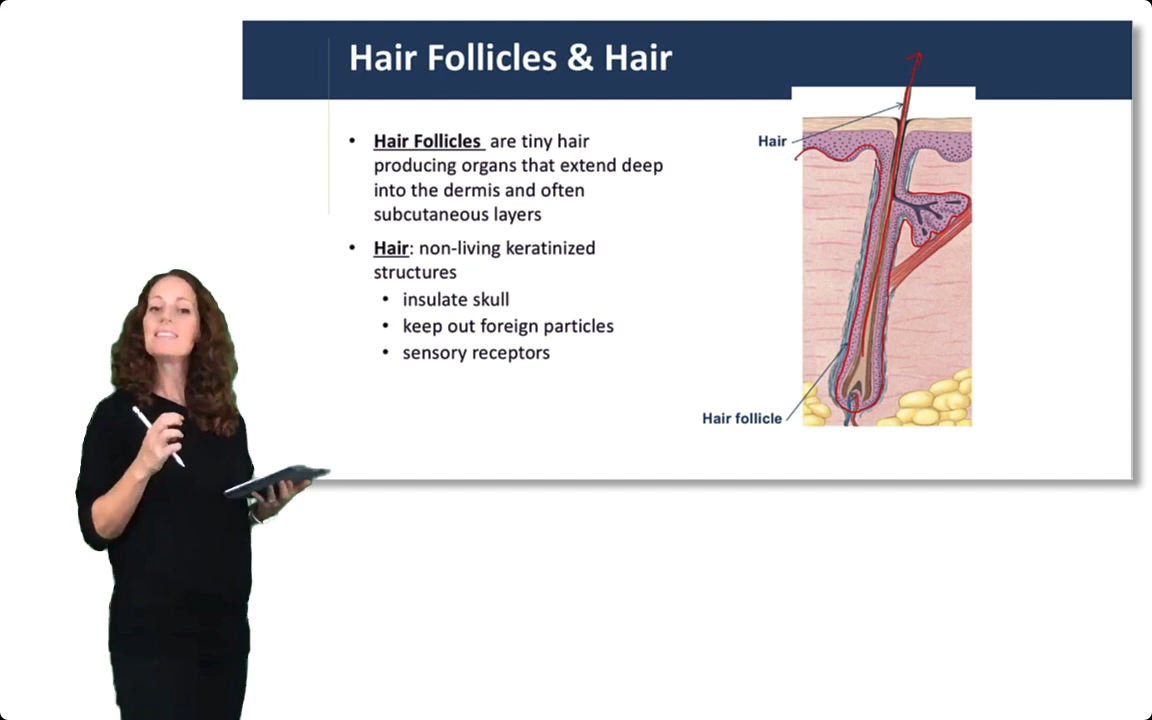 Hair Follicles & Hair
• Hair Follicles are tiny hair
producing organs that extend deep
into the dermis and often
subcutaneous layers
• Hair: non-living keratinized
structures
• insulate skull
• keep out foreign particles
• sensory receptors
Hair
Hair follicle